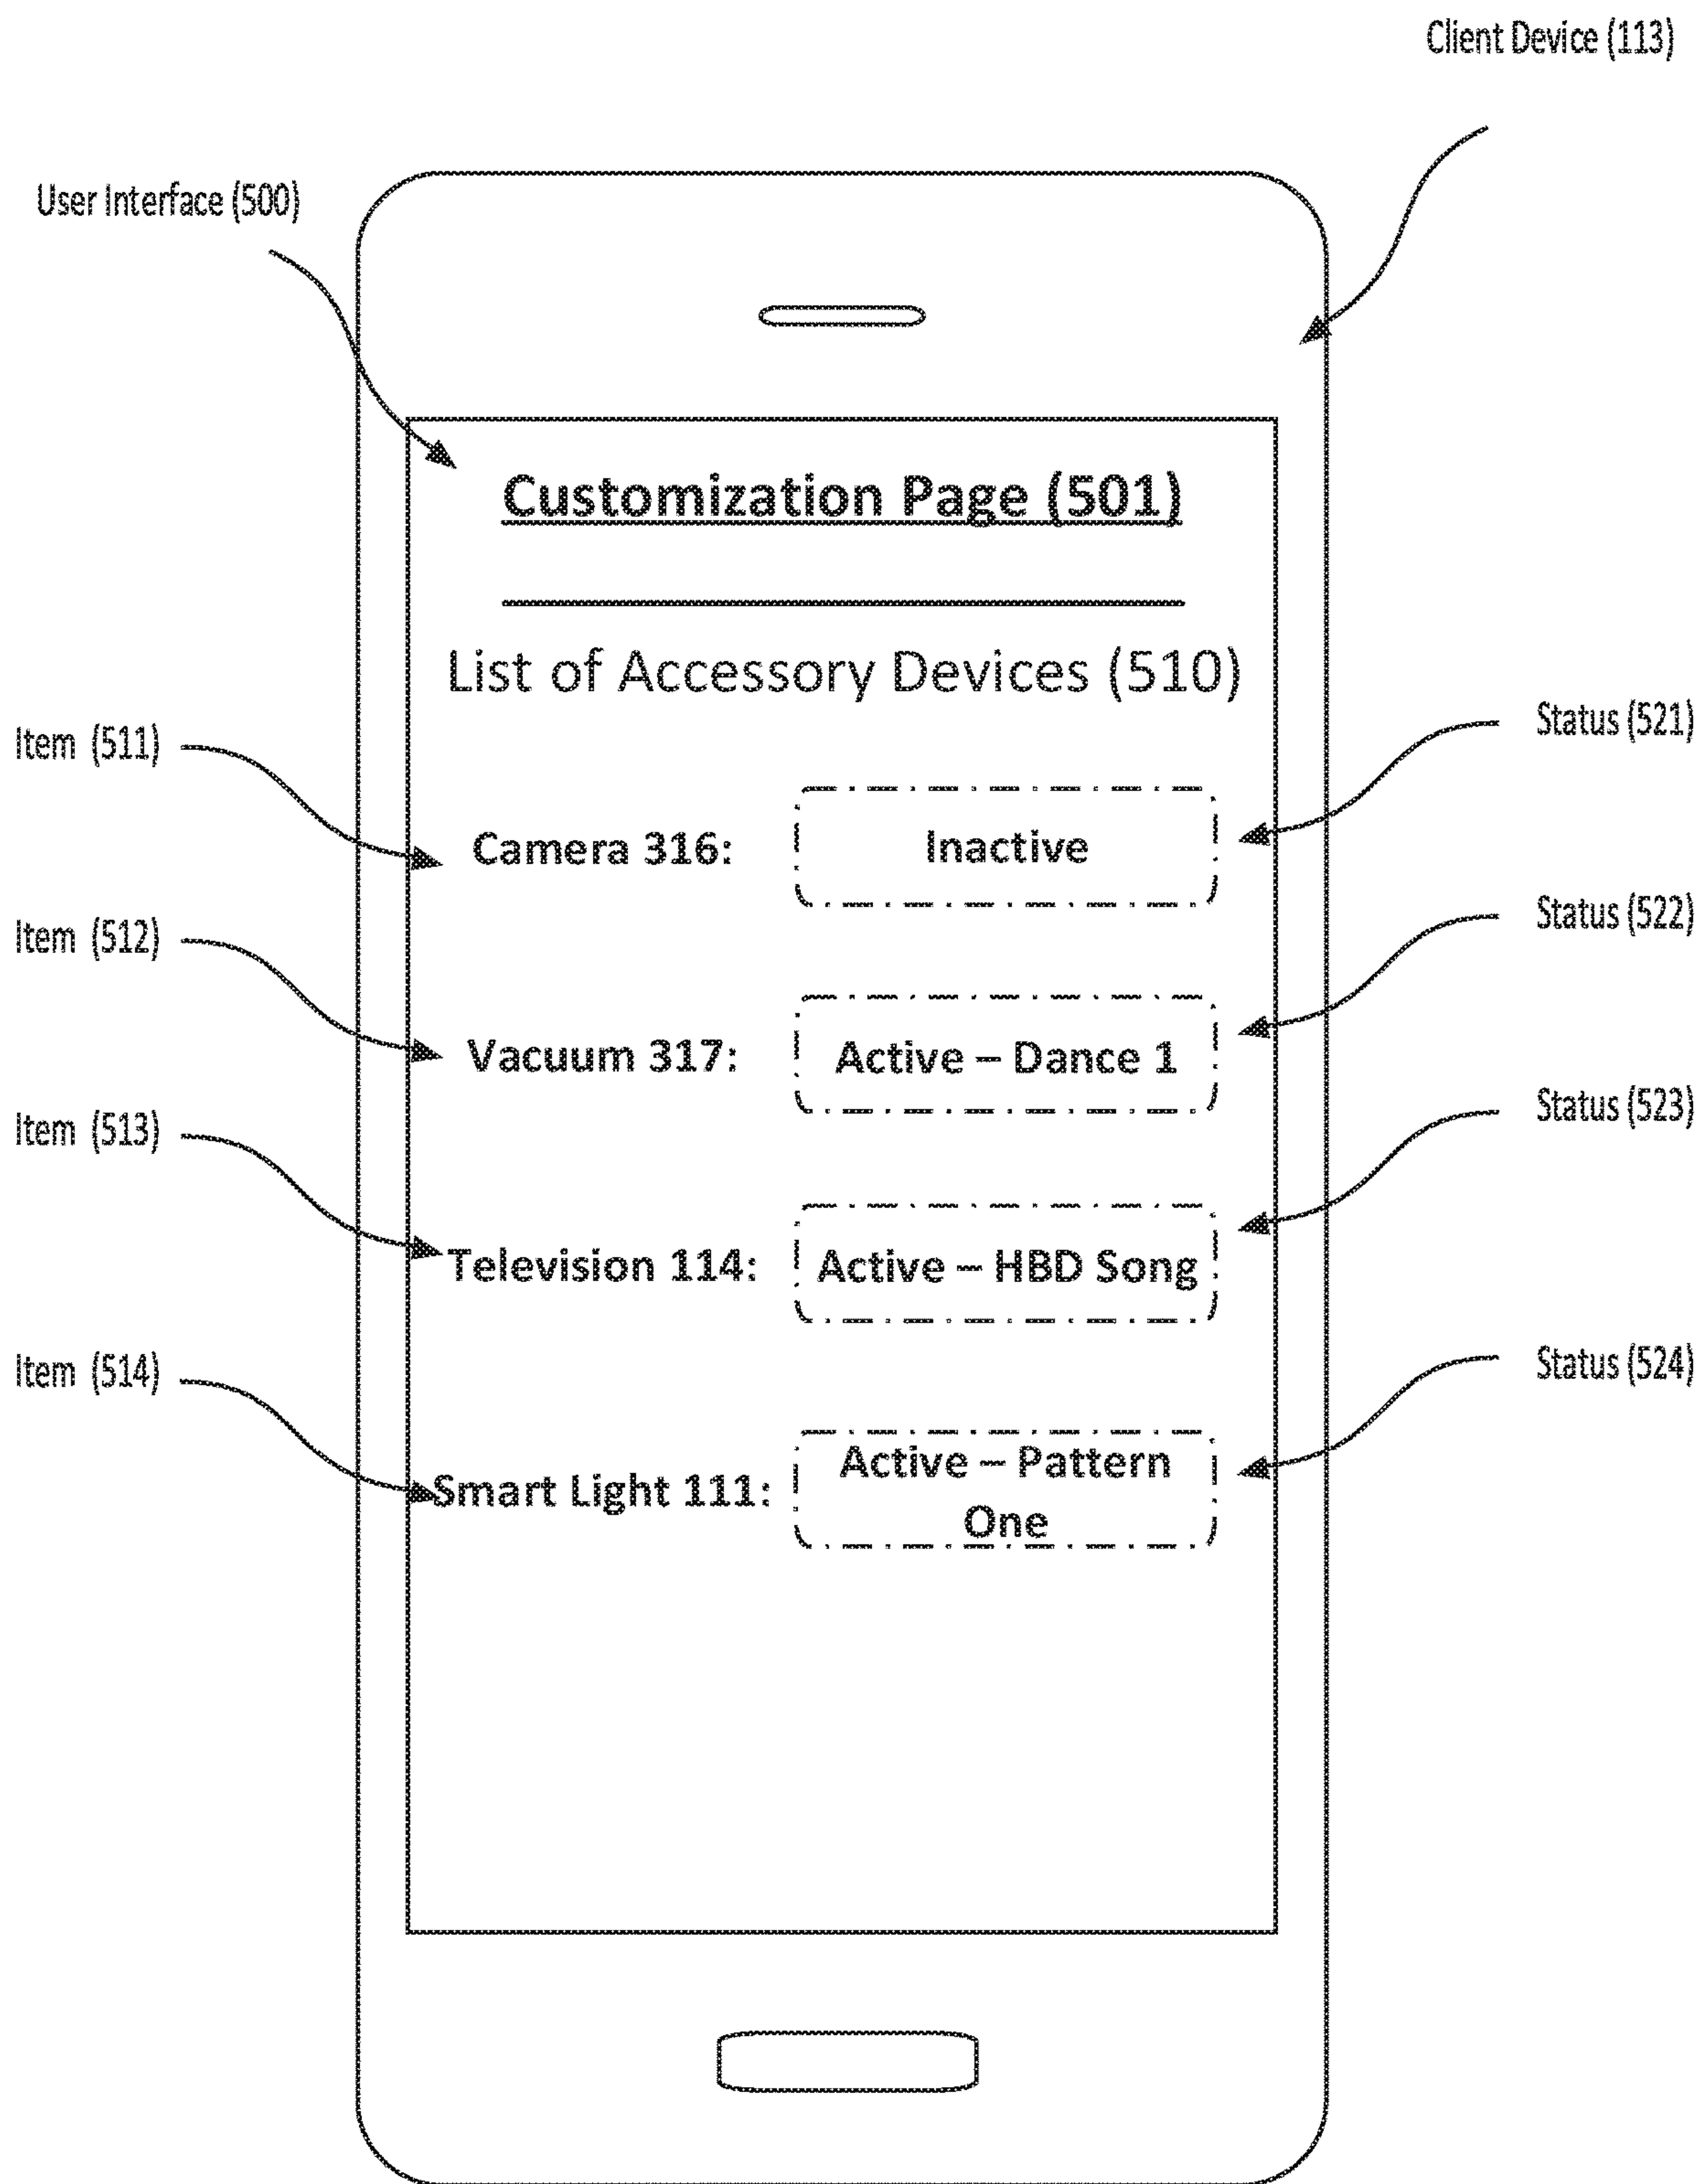 Client Device (113)
User Interface (500)
Customization Page (501)
List of Accessory Devices (510)
Item (511)
Status (521)
Camera 316:
Inactive
Item (512)
Status (522)
Vacuum 317:
Active – Dance 1
Item (513)
Status (523)
Television 114:
Active – HBD Song
Item (514)
Status (524)
Smart Light 111:
Active – Pattern
One